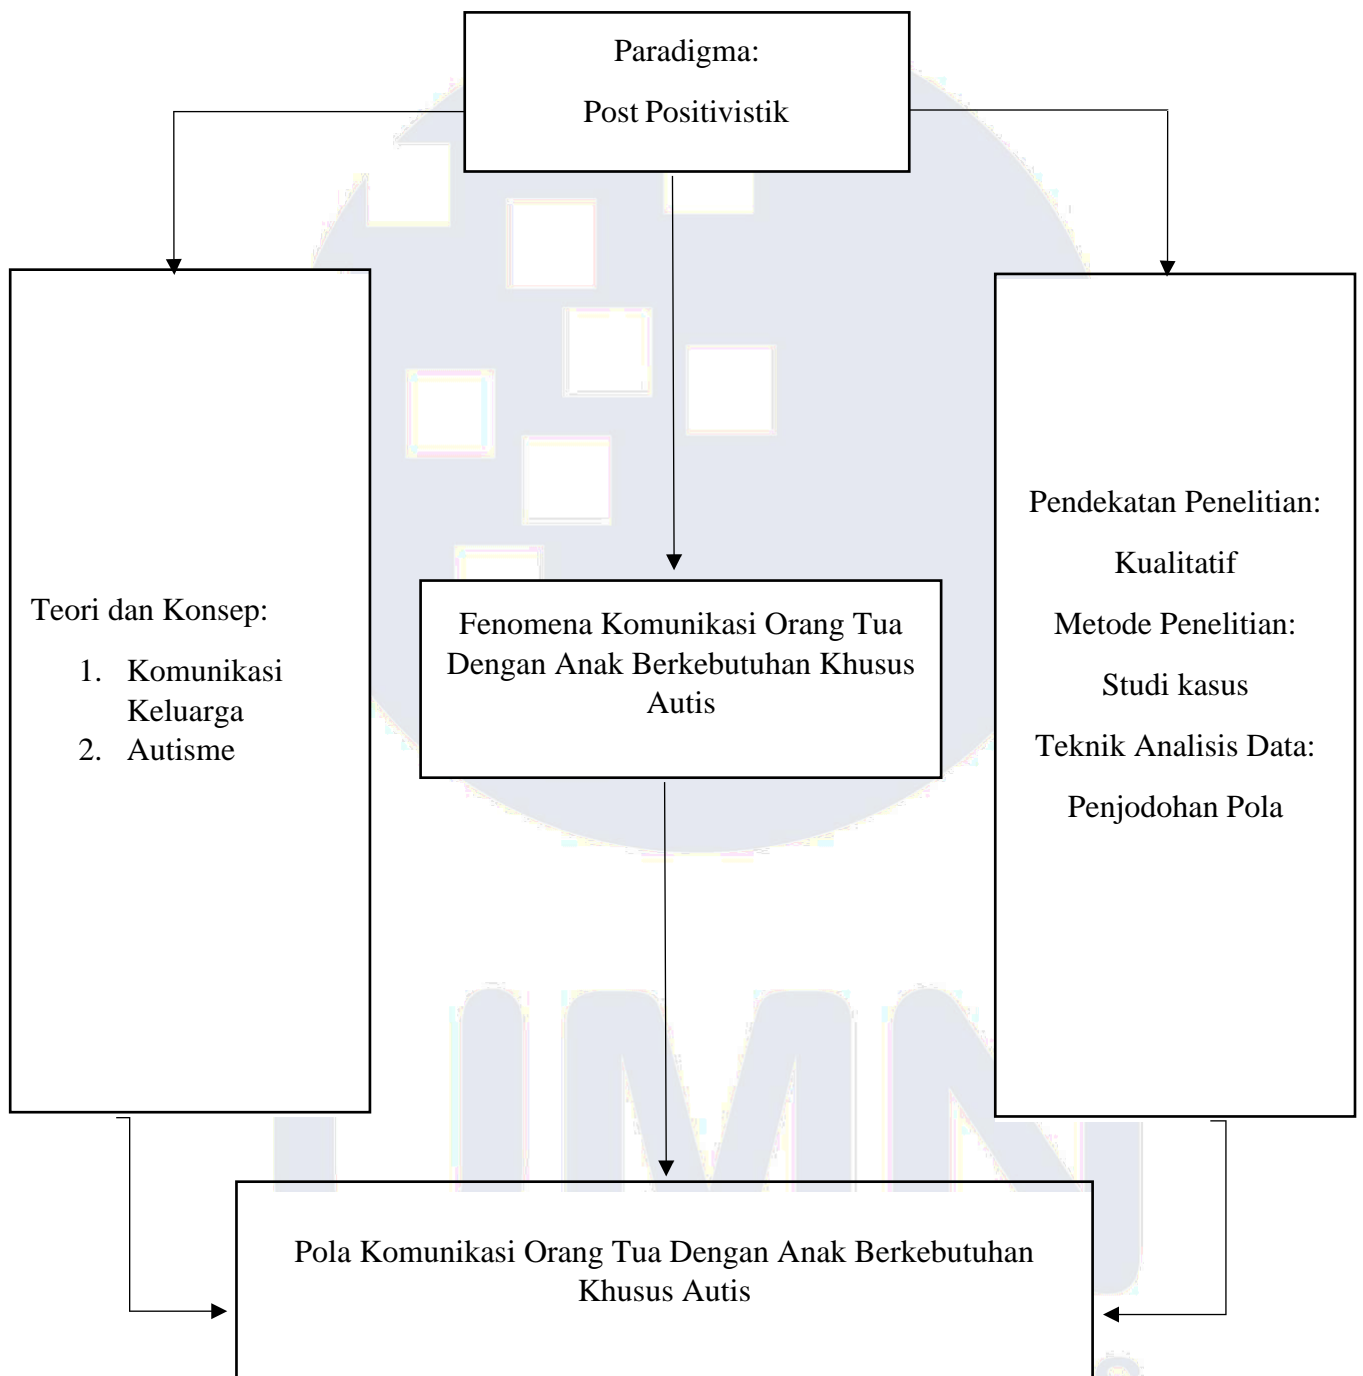 Paradigma:
Post Positivistik
Teori dan Konsep:
1. Komunikasi
Keluarga
2. Autisme
Fenomena Komunikasi Orang Tua
Dengan Anak Berkebutuhan Khusus
Autis
Pendekatan Penelitian:
Kualitatif
Metode Penelitian:
Studi kasus
Teknik Analisis Data:
Penjodohan Pola
Pola Komunikasi Orang Tua Dengan Anak Berkebutuhan
Khusus Autis
UMN